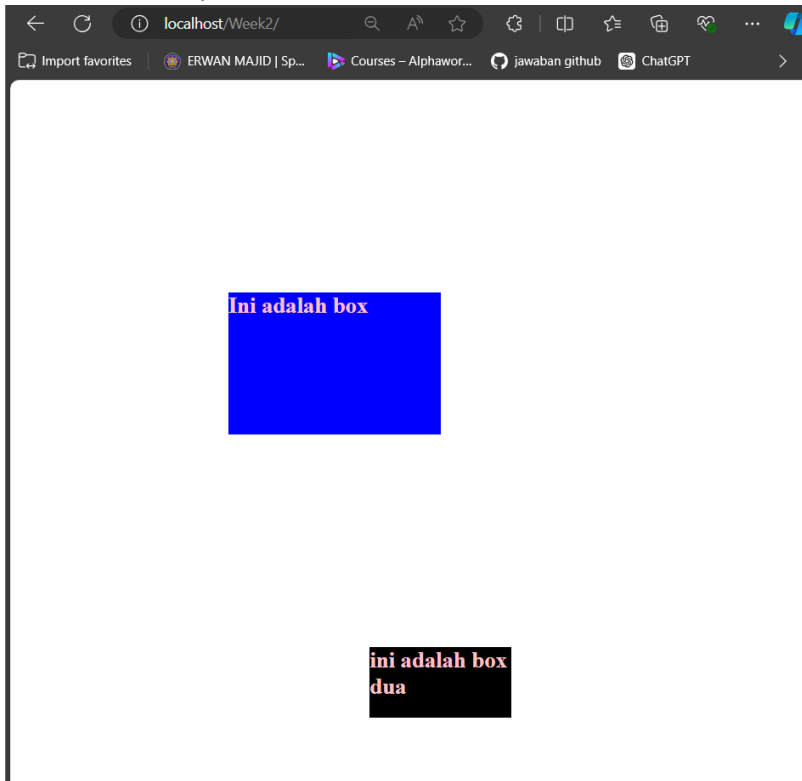 localhost/Week2/
Import favorites
ERWAN MAJID | Sp...
Courses – Alphawor...
jawaban github
ChatGPT
Ini adalah box
ini adalah box
dua